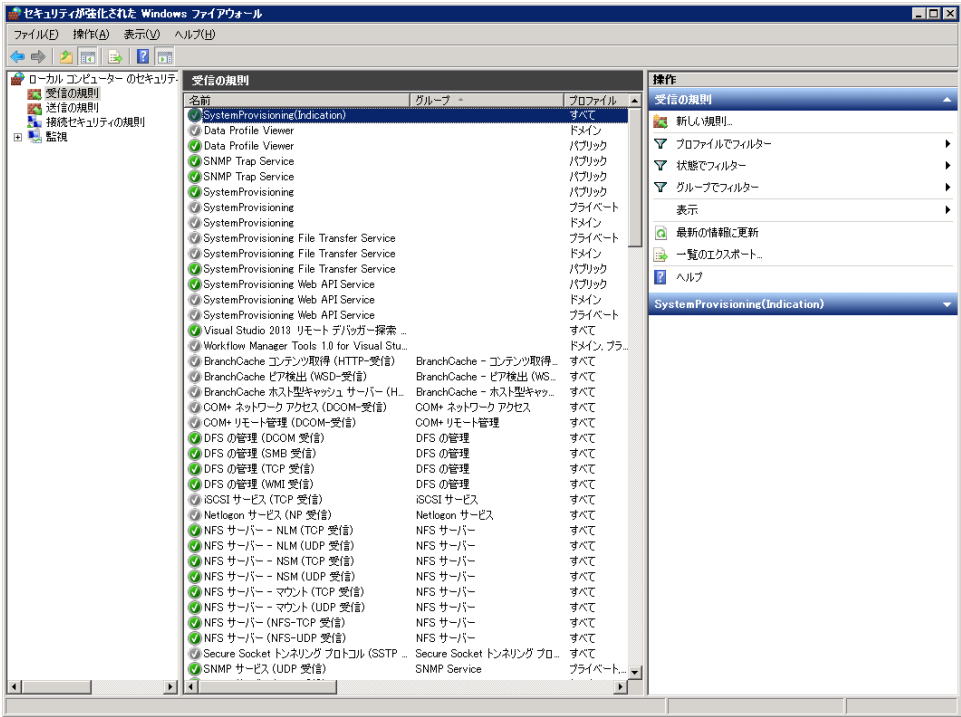 セキュリティが強化された Windows ファイアウォール
ファイル(F) 操作(A) 表示(V) ヘルプ(H)
ローカル コンピューター のセキュリテ
受信の規則
送信の規則
接続セキュリティの規則
監視
受信の規則
名前 グループ プロファイル
SystemProvisioning(Indication) すべて
Data Profile Viewer ドメイン
Data Profile Viewer パブリック
SNMP Trap Service パブリック
SNMP Trap Service パブリック
SystemProvisioning パブリック
SystemProvisioning プライベート
SystemProvisioning ドメイン
SystemProvisioning File Transfer Service プライベート
SystemProvisioning File Transfer Service ドメイン
SystemProvisioning File Transfer Service パブリック
SystemProvisioning Web API Service パブリック
SystemProvisioning Web API Service ドメイン
SystemProvisioning Web API Service プライベート
Visual Studio 2013 リモート デバッガー探索 ... すべて
Workflow Manager Tools 1.0 for Visual Stu... ドメイン, プラ...
BranchCache コンテンツ取得 (HTTP-受信) BranchCache - コンテンツ取得... すべて
BranchCache ピア検出 (WSD-受信) BranchCache - ピア検出 (WS... すべて
BranchCache ホスト型キャッシュ サーバー (H... BranchCache - ホスト型キャッ... すべて
COM+ ネットワーク アクセス (DCOM-受信) COM+ ネットワーク アクセス すべて
COM+ リモート管理 (DCOM-受信) COM+ リモート管理 すべて
DFS の管理 (DCOM 受信) DFS の管理 すべて
DFS の管理 (SMB 受信) DFS の管理 すべて
DFS の管理 (TCP 受信) DFS の管理 すべて
DFS の管理 (WMI 受信) DFS の管理 すべて
iSCSI サービス (TCP 受信) iSCSI サービス すべて
Netlogon サービス (NP 受信) Netlogon サービス すべて
NFS サーバー - NLM (TCP 受信) NFS サーバー すべて
NFS サーバー - NLM (UDP 受信) NFS サーバー すべて
NFS サーバー - NSM (TCP 受信) NFS サーバー すべて
NFS サーバー - NSM (UDP 受信) NFS サーバー すべて
NFS サーバー - マウント (TCP 受信) NFS サーバー すべて
NFS サーバー - マウント (UDP 受信) NFS サーバー すべて
NFS サーバー (NFS-TCP 受信) NFS サーバー すべて
NFS サーバー (NFS-UDP 受信) NFS サーバー すべて
Secure Socket トンネリング プロトコル (SSTP ... Secure Socket トンネリング プロ... すべて
SNMP サービス (UDP 受信) SNMP Service プライベート,...
操作
受信の規則
新しい規則...
プロファイルでフィルター
状態でフィルター
グループでフィルター
表示
最新の情報に更新
一覧のエクスポート...
ヘルプ
SystemProvisioning(Indication)